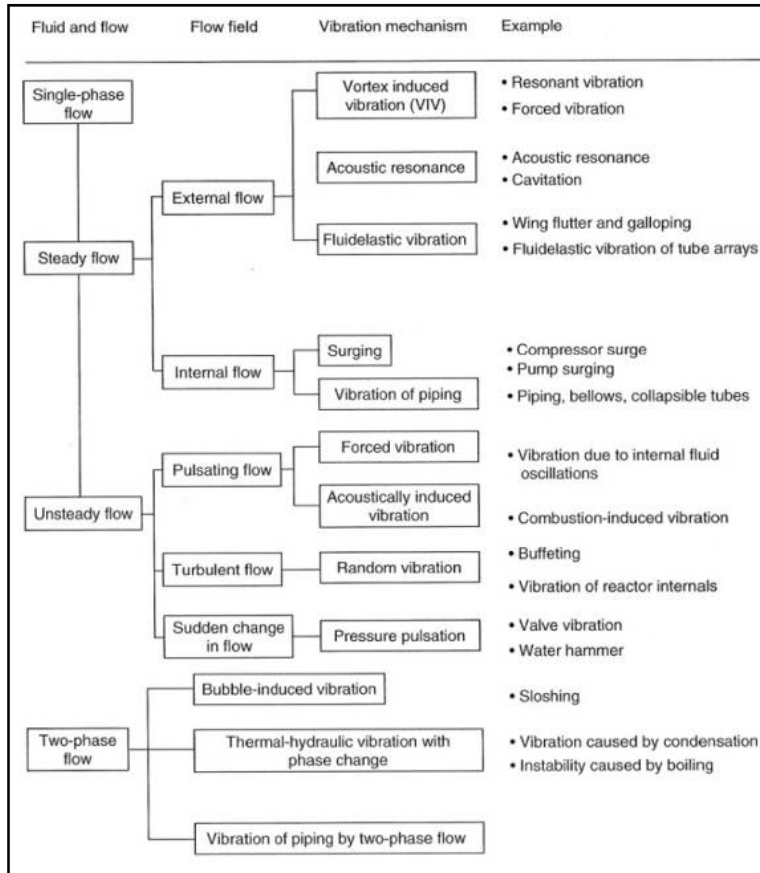 Fluid and flow
Flow field
Vibration mechanism
Example
Single-phase
flow
Vortex induced
vibration (VIV)
• Resonant vibration
• Forced vibration
Acoustic resonance
• Acoustic resonance
• Cavitation
External flow
Fluidelastic vibration
• Wing flutter and galloping
• Fluidelastic vibration of tube arrays
Steady flow
Surging
• Compressor surge
• Pump surging
Internal flow
Vibration of piping
• Piping, bellows, collapsible tubes
Forced vibration
• Vibration due to internal fluid
oscillations
Pulsating flow
Acoustically induced
vibration
• Combustion-induced vibration
Unsteady flow
Turbulent flow
Random vibration
• Buffeting
• Vibration of reactor internals
Sudden change
in flow
Pressure pulsation
• Valve vibration
• Water hammer
Bubble-induced vibration
• Sloshing
Two-phase
flow
Thermal-hydraulic vibration with
phase change
• Vibration caused by condensation
• Instability caused by boiling
Vibration of piping by two-phase flow